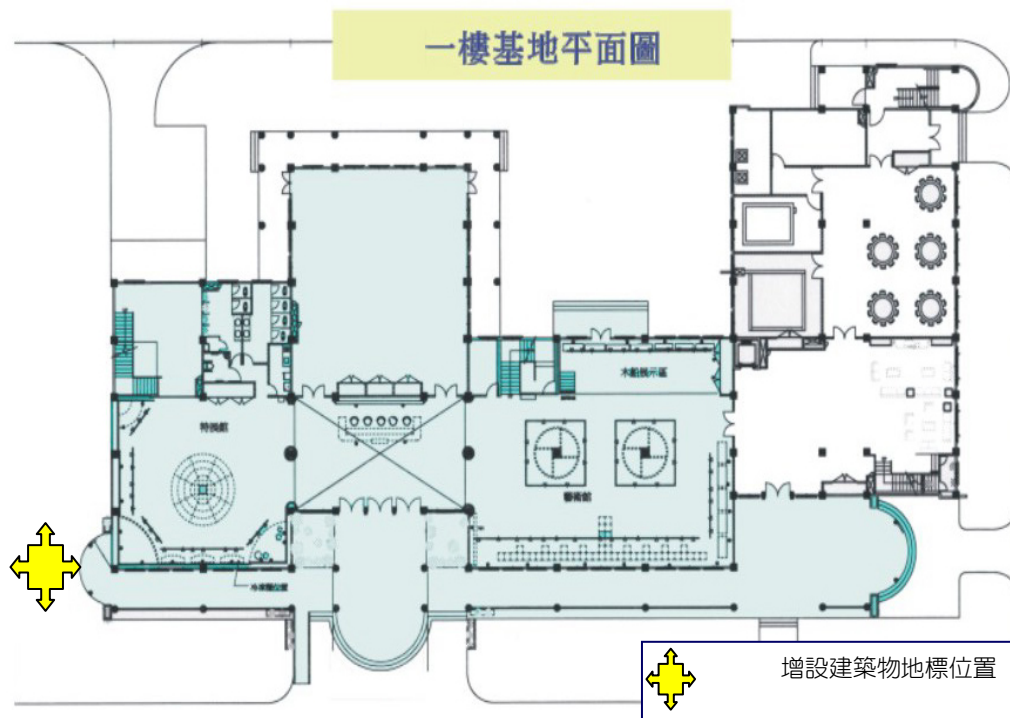 一樓基地平面圖
木船展示區
特機館
藝術館
增設建築物地標位置